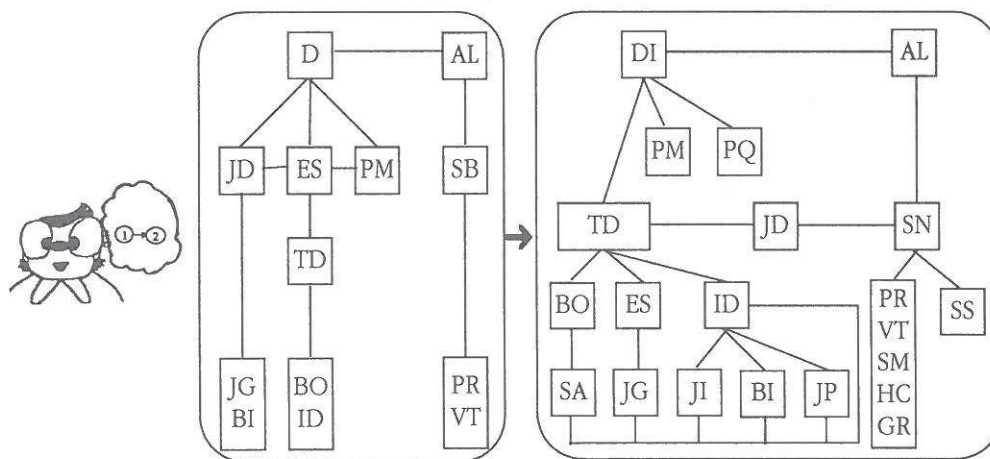 1 2
D AL
JD ES PM SB
TD
JG
BI
BO
ID
PR
VT
DI AL
PM PQ
TD JD SN
BO ES ID
PR
VT
SM
HC
GR
SS
SA JG JI BI JP